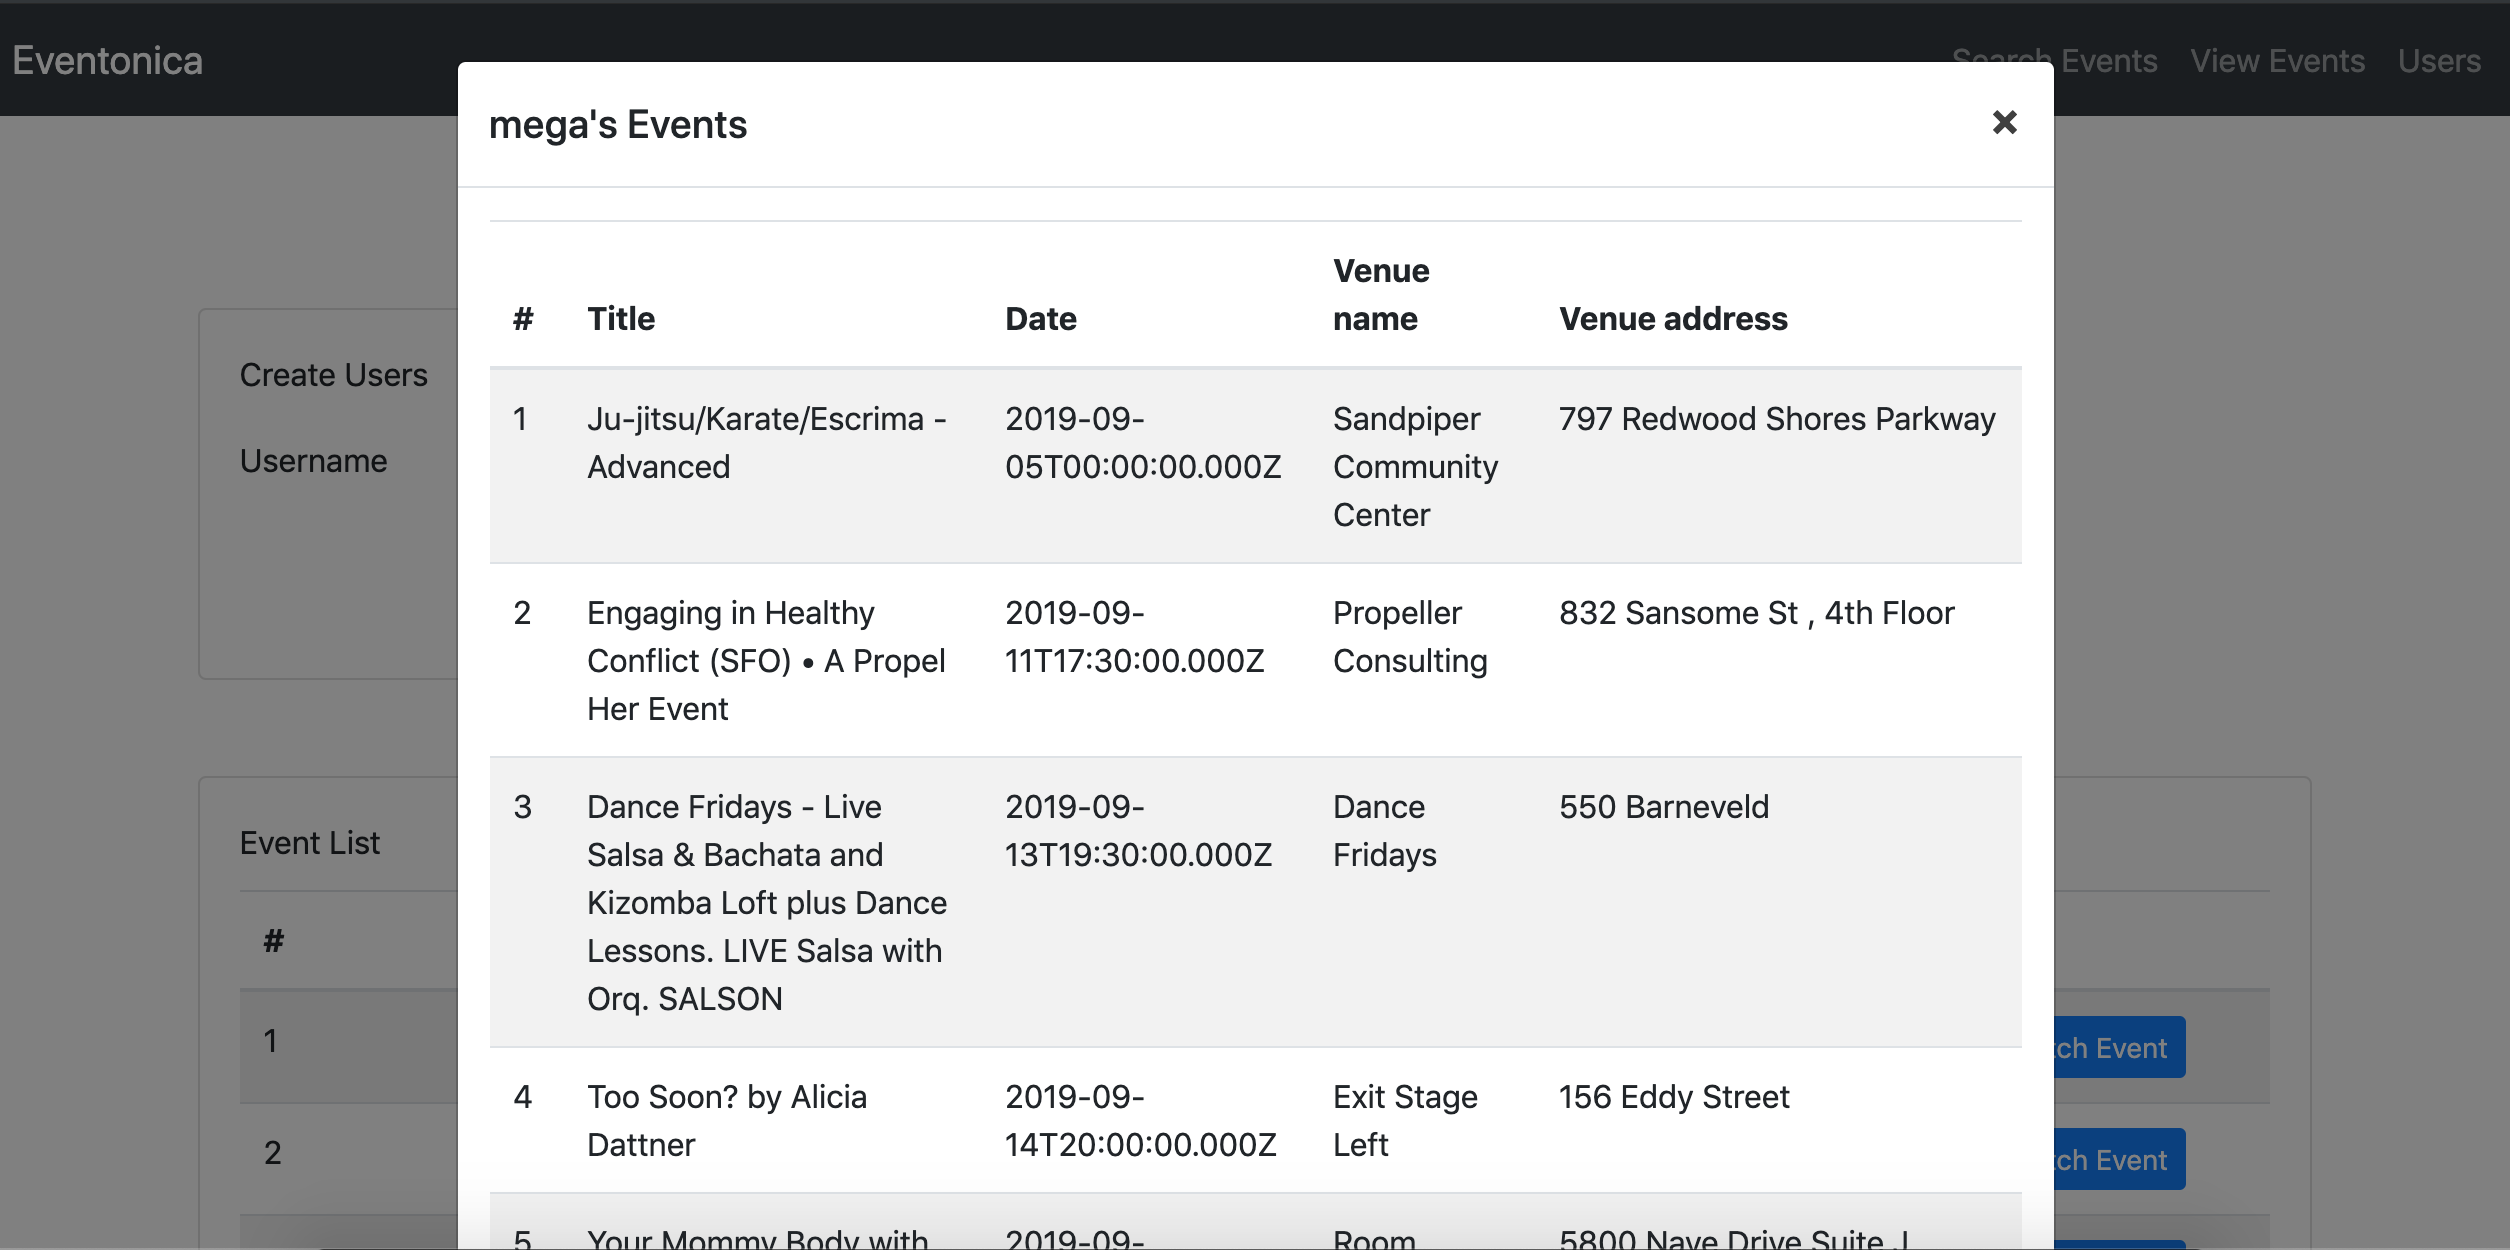 Eventonica
Search Events View Events Users
mega's Events
Create Users
Username
Event List
#
1
2
# Title Date Venue name Venue address
1 Ju-jitsu/Karate/Escrima - 2019-09- Sandpiper 797 Redwood Shores Parkway
Advanced 05T00:00:00.000Z Community
Center
2 Engaging in Healthy 2019-09- Propeller 832 Sansome St , 4th Floor
Conflict (SFO) • A Propel 11T17:30:00.000Z Consulting
Her Event
3 Dance Fridays - Live 2019-09- Dance 550 Barneveld
Salsa & Bachata and 13T19:30:00.000Z Fridays
Kizomba Loft plus Dance
Lessons. LIVE Salsa with
Orq. SALSON
4 Too Soon? by Alicia 2019-09- Exit Stage 156 Eddy Street
Dattner 14T20:00:00.000Z Left
5 Your Mommy Body with 2019-09- Room 5800 Nave Drive Suite J
Event
Event